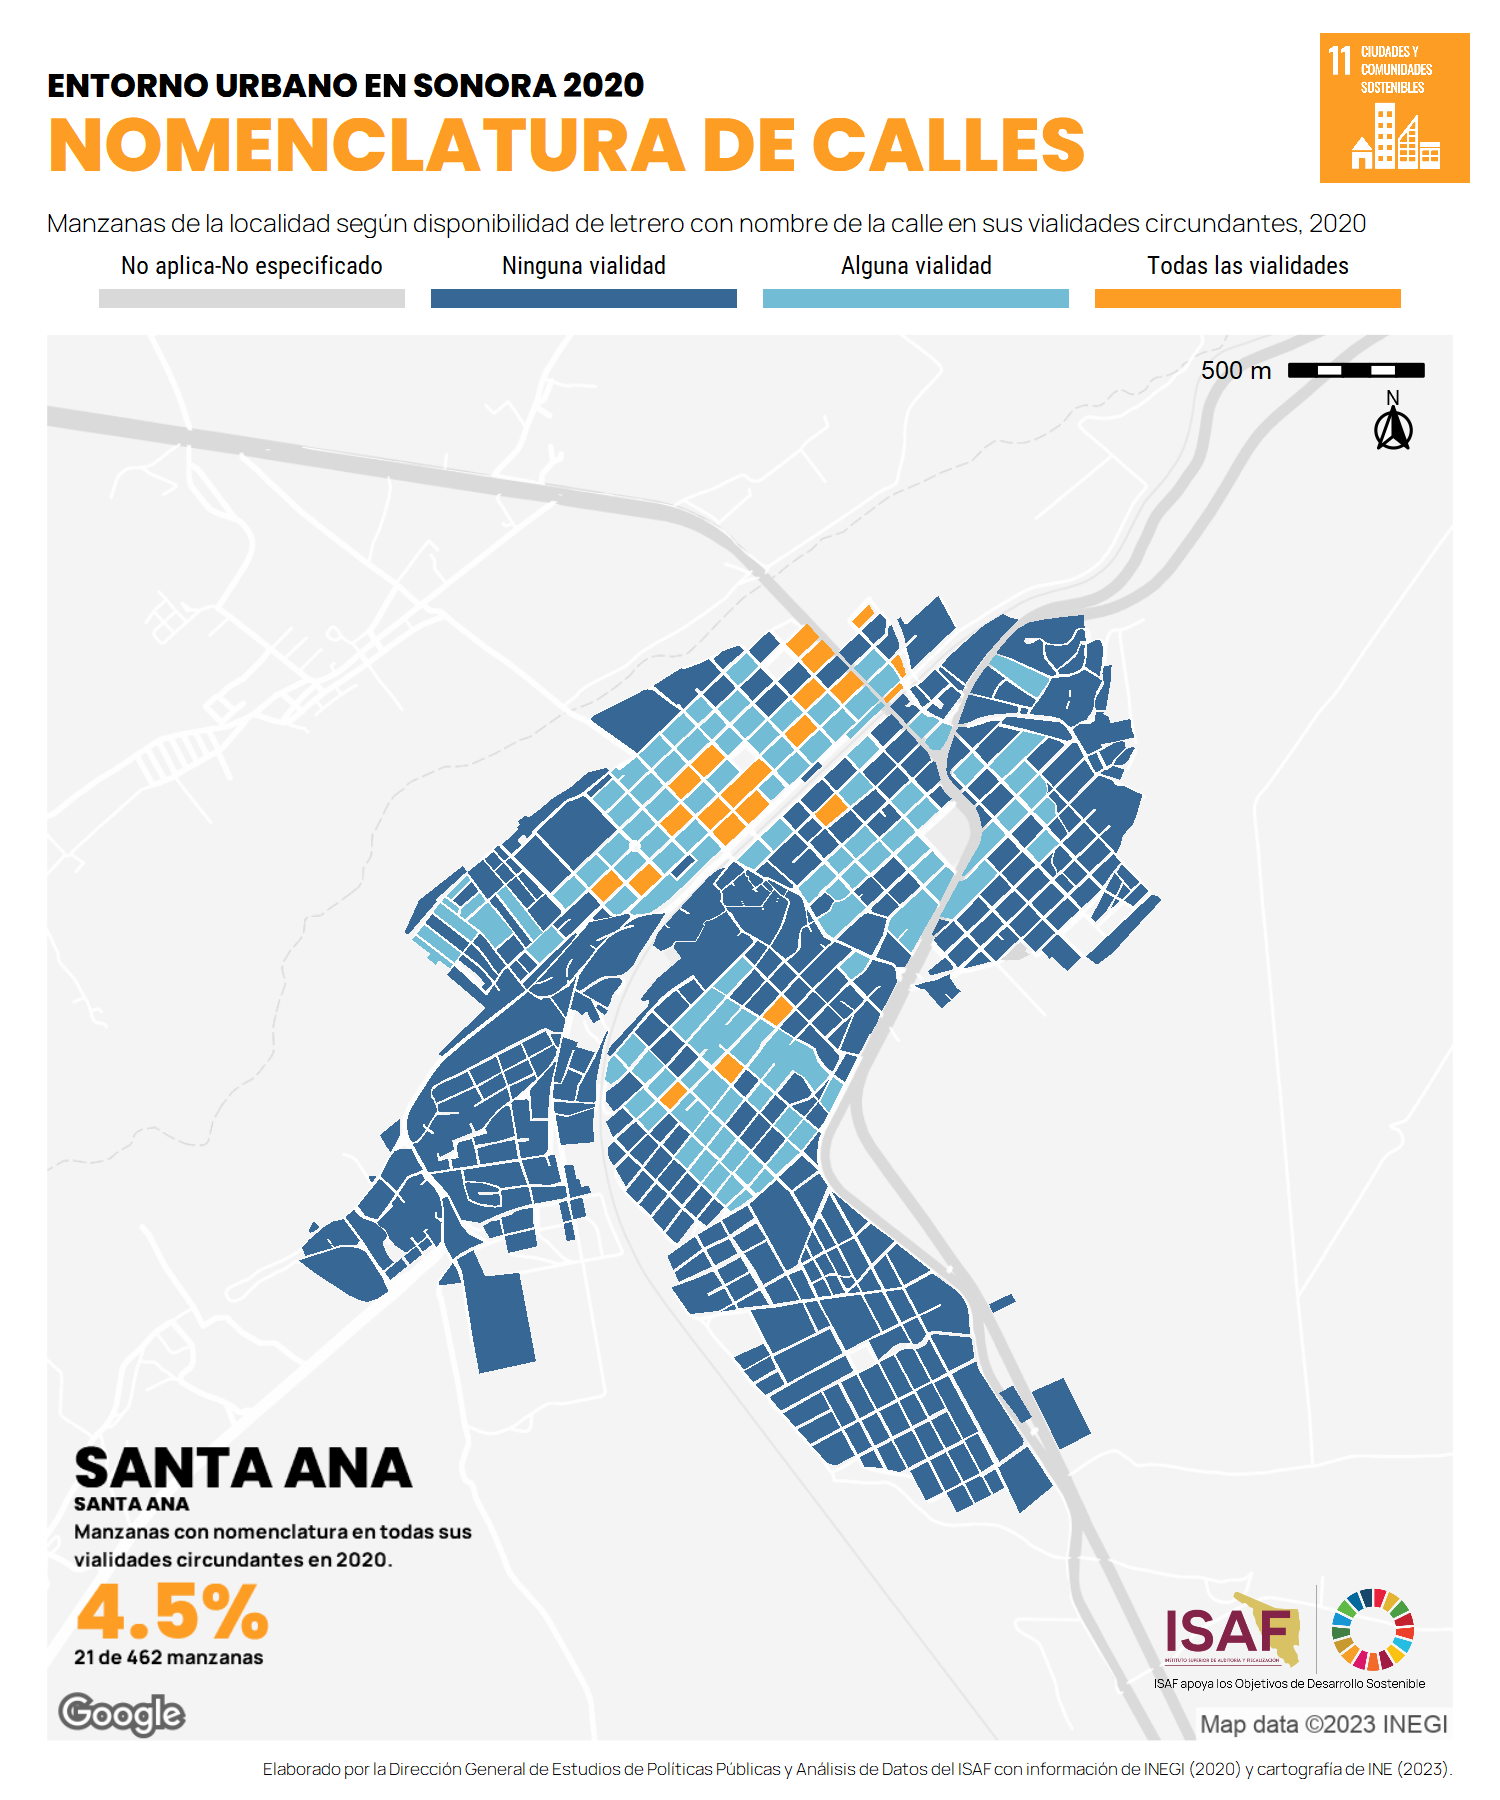 ENTORNO URBANO EN SONORA 2020
NOMENCLATURA DE CALLES
11 CIUDADES Y
COMUNIDADES
SOSTENIBLES
Manzanas de la localidad según disponibilidad de letrero con nombre de la calle en sus vialidades circundantes, 2020
No aplica-No especificado Ninguna vialidad Alguna vialidad Todas las vialidades
500 m
N
SANTA ANA
SANTA ANA
Manzanas con nomenclatura en todas sus
vialidades circundantes en 2020.
4.5%
21 de 462 manzanas
ISAF
INSTITUTO SUPERIOR DE AUDITORÍA Y FISCALIZACIÓN
ISAF apoya los Objetivos de Desarrollo Sostenible
Google
Map data ©2023 INEGI
Elaborado por la Dirección General de Estudios de Políticas Públicas y Análisis de Datos del ISAF con información de INEGI (2020) y cartografía de INE (2023).